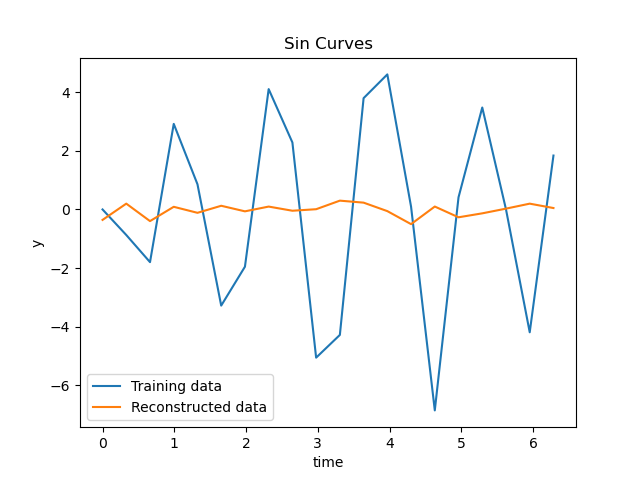 Sin Curves
4
2
0
−2
−4
−6
y
Training data
Reconstructed data
0 1 2 3 4 5 6
time